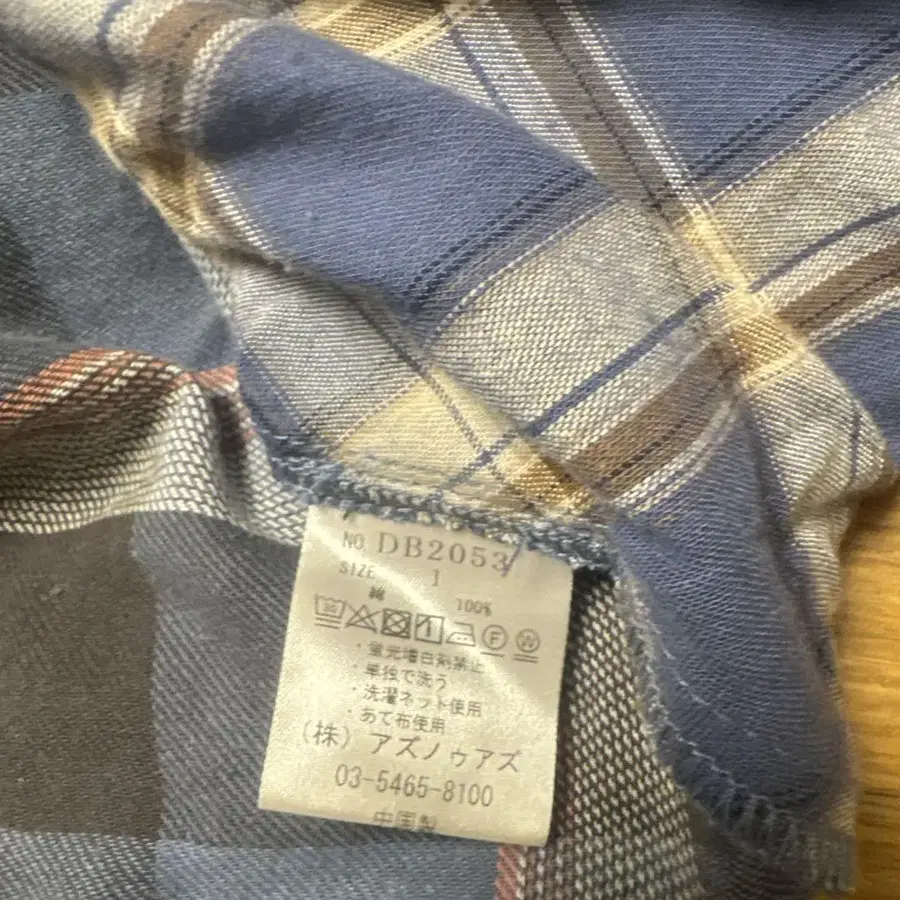 NO. DB2053
SIZE 1
綿 100%
・蛍光増白剤禁止
・単独で洗う
・洗濯ネット使用
・あて布使用
(株) アズノゥアズ
03-5465-8100
中国製